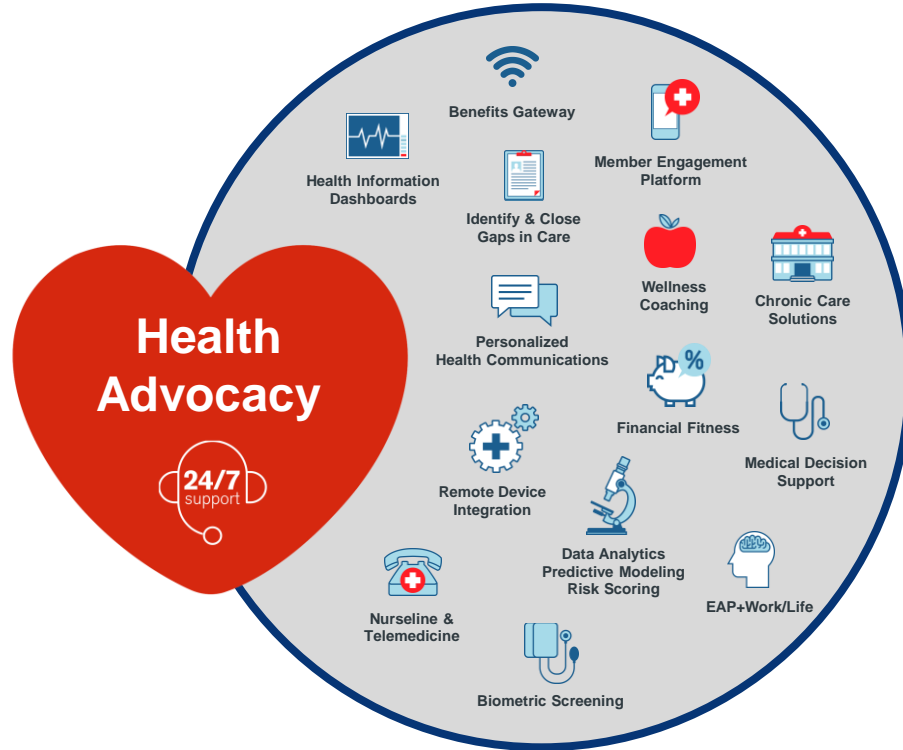 Benefits Gateway
Member Engagement
Platform
Health Information
Dashboards
Identify & Close
Gaps in Care
Wellness
Coaching
Chronic Care
Solutions
Personalized
Health Communications
Health
Advocacy
24/7
support
%
Financial Fitness
Medical Decision
Support
Remote Device
Integration
Data Analytics
Predictive Modeling
Risk Scoring
EAP+Work/Life
Nurseline &
Telemedicine
Biometric Screening